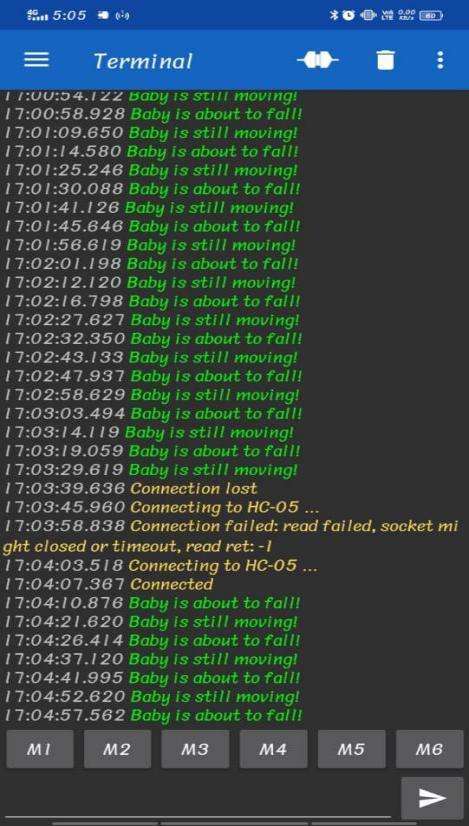 4G 5:05 VoI) LTE 0.00 KB/s 60
Terminal
17:00:54.122 Baby is still moving!
17:00:58.928 Baby is about to fall!
17:01:09.650 Baby is still moving!
17:01:14.580 Baby is about to fall!
17:01:25.246 Baby is still moving!
17:01:30.088 Baby is about to fall!
17:01:41.126 Baby is still moving!
17:01:45.646 Baby is about to fall!
17:01:56.619 Baby is still moving!
17:02:01.198 Baby is about to fall!
17:02:12.120 Baby is still moving!
17:02:16.798 Baby is about to fall!
17:02:27.627 Baby is still moving!
17:02:32.350 Baby is about to fall!
17:02:43.133 Baby is still moving!
17:02:47.937 Baby is about to fall!
17:02:58.629 Baby is still moving!
17:03:03.494 Baby is about to fall!
17:03:14.119 Baby is still moving!
17:03:19.059 Baby is about to fall!
17:03:29.619 Baby is still moving!
17:03:39.636 Connection lost
17:03:45.960 Connecting to HC-05 ...
17:03:58.838 Connection failed: read failed, socket mi
ght closed or timeout, read ret: -1
17:04:03.518 Connecting to HC-05 ...
17:04:07.367 Connected
17:04:10.876 Baby is about to fall!
17:04:21.620 Baby is still moving!
17:04:26.414 Baby is about to fall!
17:04:37.120 Baby is still moving!
17:04:41.995 Baby is about to fall!
17:04:52.620 Baby is still moving!
17:04:57.562 Baby is about to fall!
M1 M2 M3 M4 M5 M6